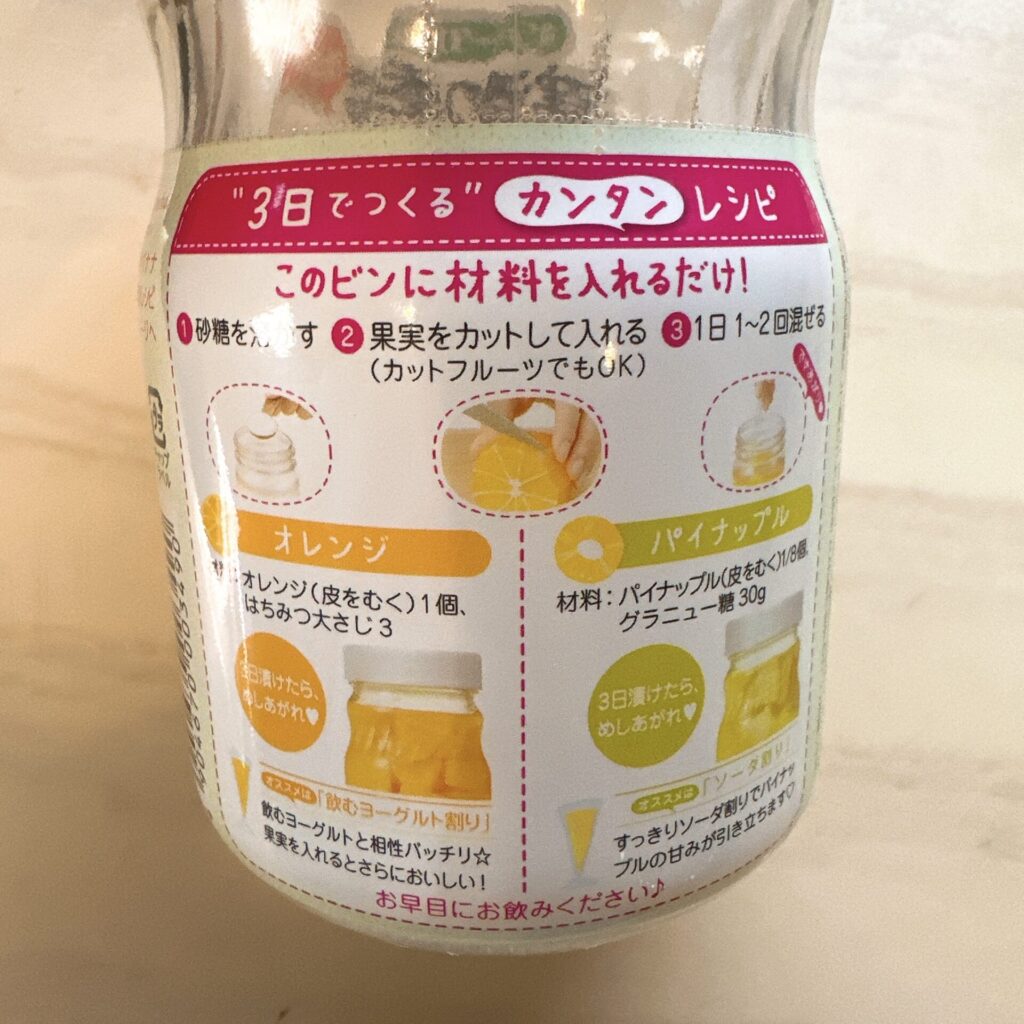 "3日でつくる" カンタン レシピ
このビンに材料を入れるだけ!
1 砂糖を溶かす
2 果実をカットして入れる
(カットフルーツでもOK)
3 1日1~2回混ぜる
オレンジ
オレンジ(皮をむく)1個、
はちみつ大さじ3
3日漬けたら、
めしあがれ♥
オススメは「飲むヨーグルト割り」
飲むヨーグルトと相性バッチリ☆
果実を入れるとさらにおいしい!
パイナップル
材料:パイナップル(皮をむく)1/8個、
グラニュー糖30g
3日漬けたら、
めしあがれ♥
オススメは「ソーダ割り」
すっきりソーダ割りでパイナッ
プルの甘みが引き立ちます♡
お早目にお飲みください♪